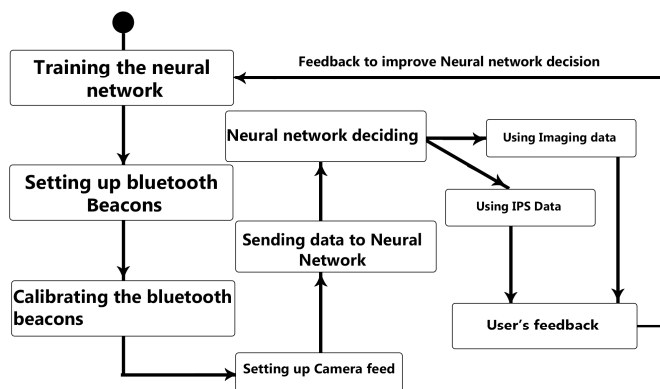 Training the neural
network
Feedback to improve Neural network decision
Neural network deciding
Using Imaging data
Setting up bluetooth
Beacons
Using IPS Data
Sending data to Neural
Network
Calibrating the bluetooth
beacons
User's feedback
Setting up Camera feed